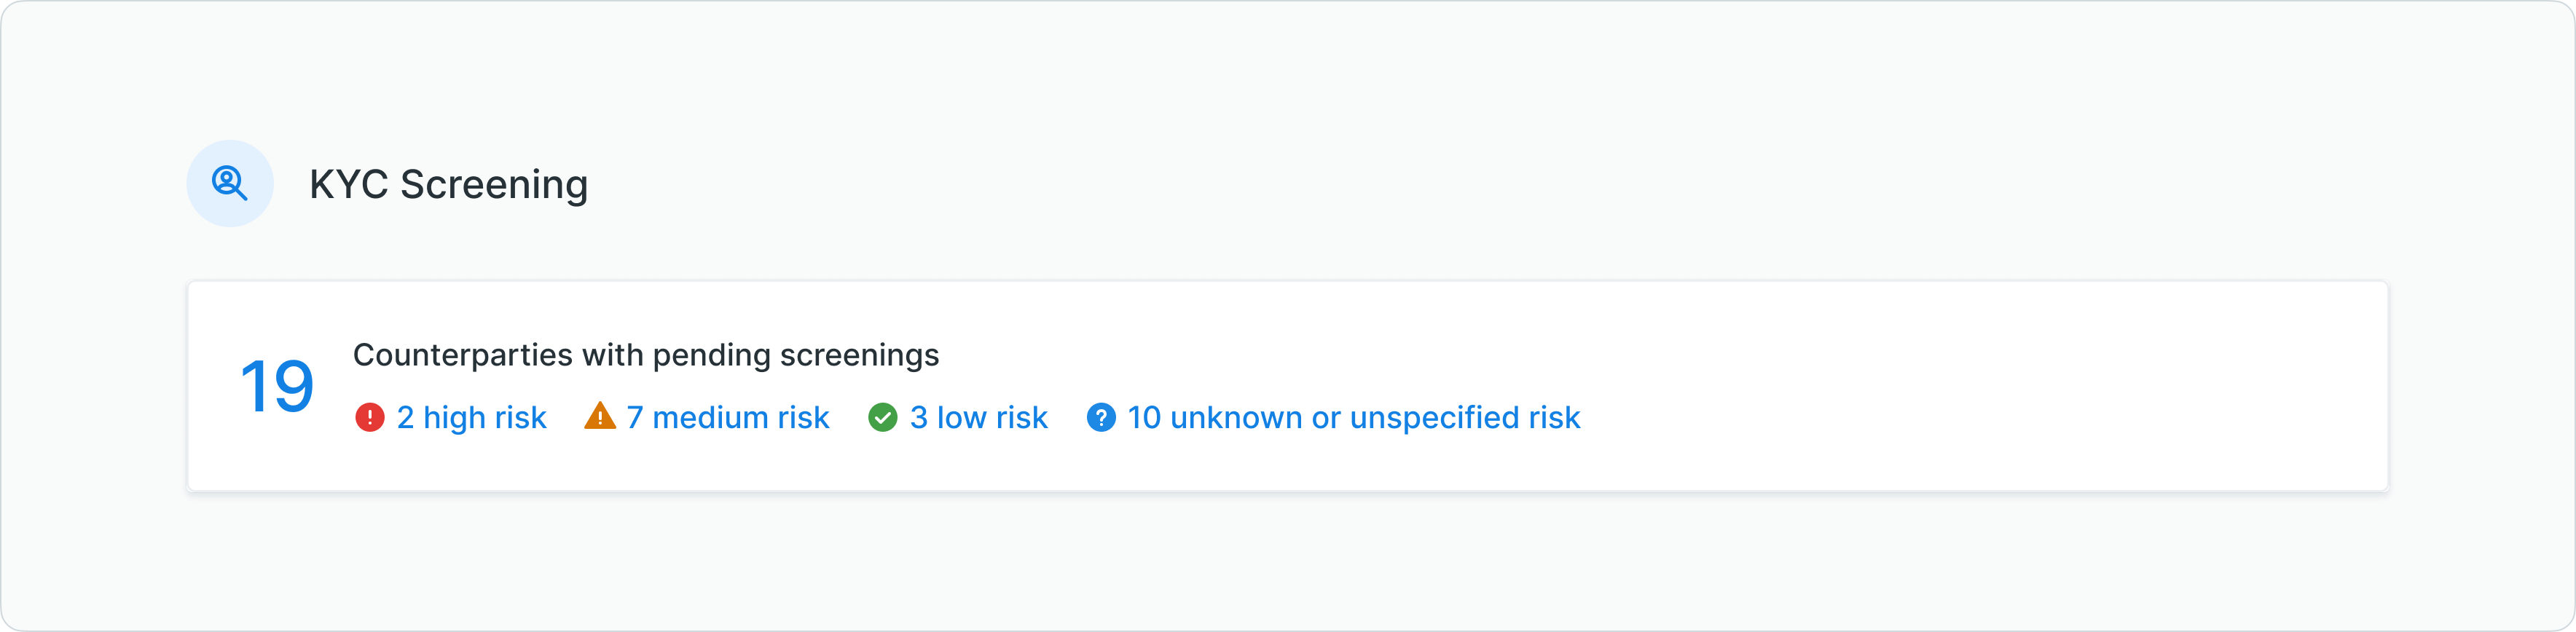 KYC Screening
19
Counterparties with pending screenings
2 high risk 7 medium risk 3 low risk 10 unknown or unspecified risk